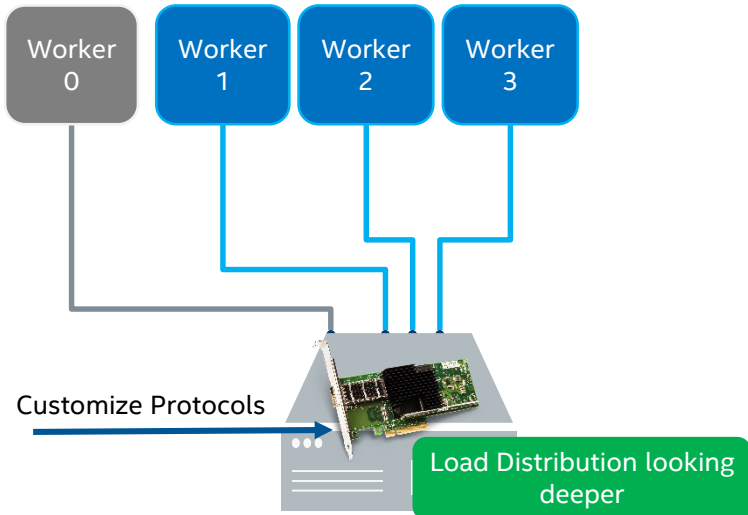 Worker
0
Worker
1
Worker
2
Worker
3
Customize Protocols
Load Distribution looking
deeper